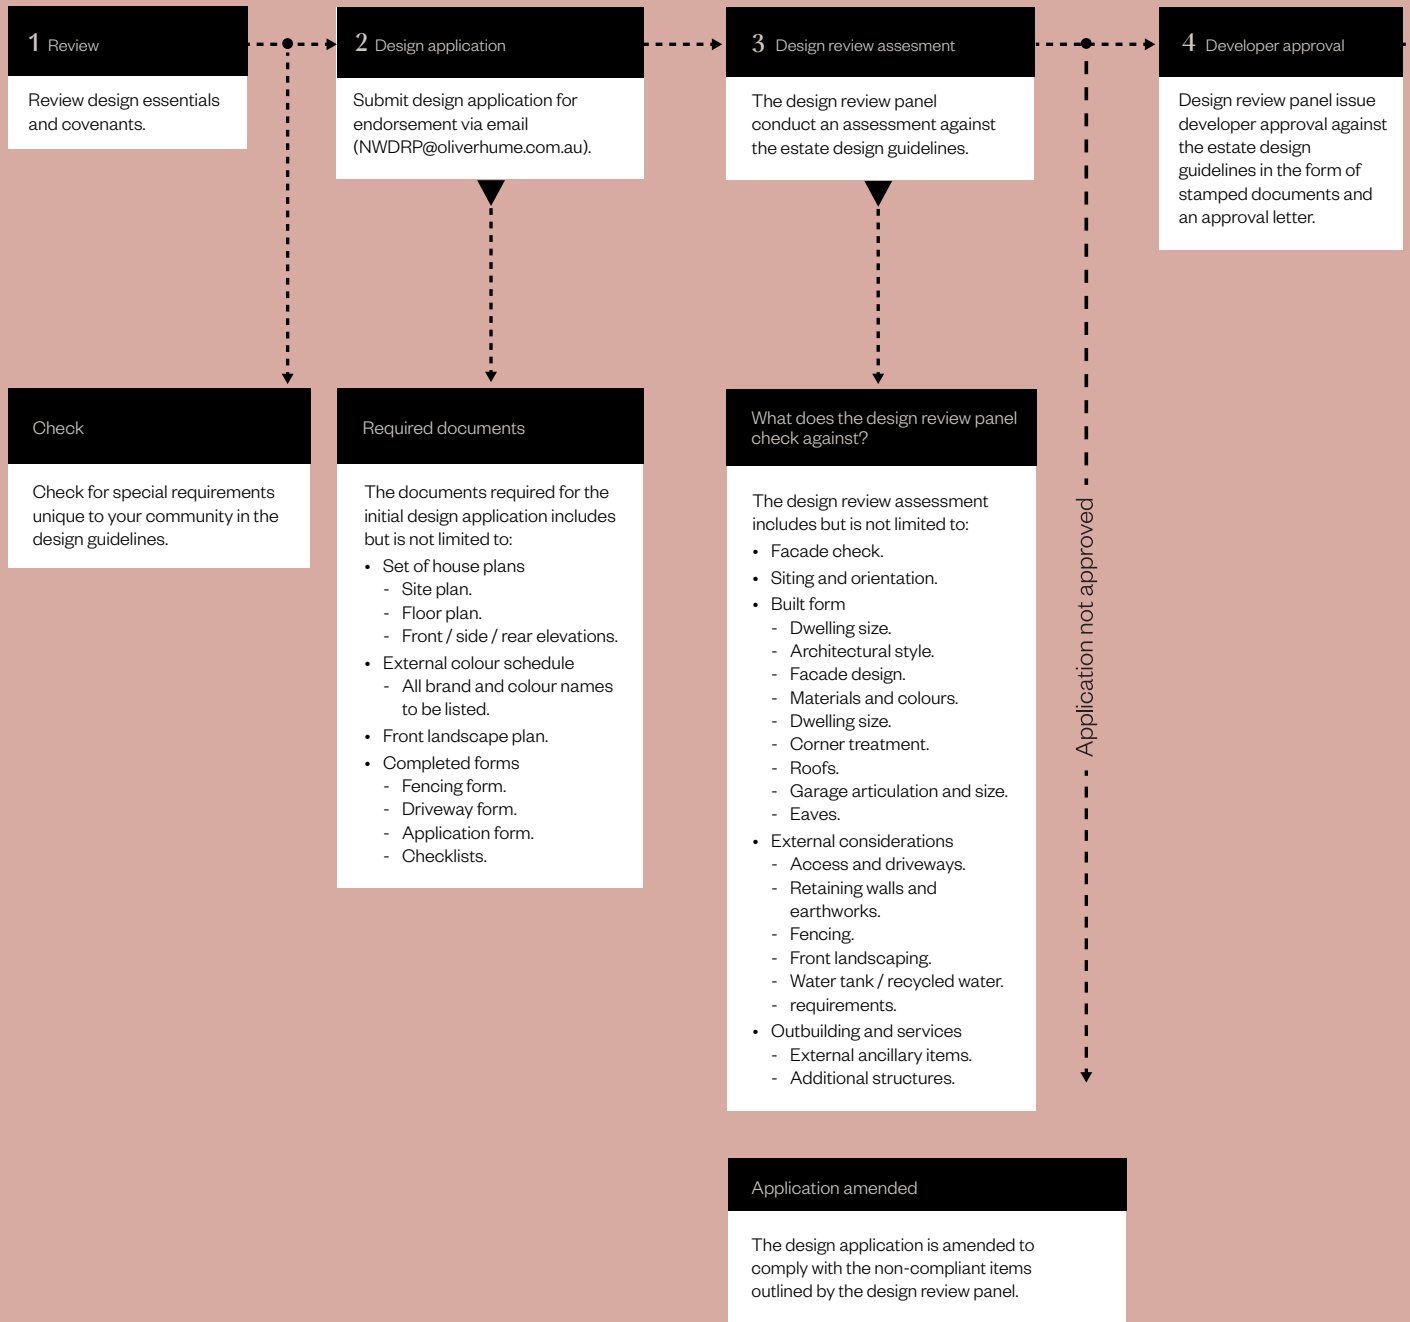 1 Review
Review design essentials
and covenants.
2 Design application
Submit design application for
endorsement via email
(NWDRP@oliverhume.com.au).
3 Design review assesment
The design review panel
conduct an assessment against
the estate design guidelines.
4 Developer approval
Design review panel issue
developer approval against
the estate design
guidelines in the form of
stamped documents and
an approval letter.
Check
Check for special requirements
unique to your community in the
design guidelines.
Required documents
The documents required for the
initial design application includes
but is not limited to:
• Set of house plans
- Site plan.
- Floor plan.
- Front / side / rear elevations.
• External colour schedule
- All brand and colour names
to be listed.
• Front landscape plan.
• Completed forms
- Fencing form.
- Driveway form.
- Application form.
- Checklists.
What does the design review panel
check against?
The design review assessment
includes but is not limited to:
• Facade check.
• Siting and orientation.
• Built form
- Dwelling size.
- Architectural style.
- Facade design.
- Materials and colours.
- Dwelling size.
- Corner treatment.
- Roofs.
- Garage articulation and size.
- Eaves.
• External considerations
- Access and driveways.
- Retaining walls and
earthworks.
- Fencing.
- Front landscaping.
- Water tank / recycled water.
- requirements.
• Outbuilding and services
- External ancillary items.
- Additional structures.
Application not approved
Application amended
The design application is amended to
comply with the non-compliant items
outlined by the design review panel.